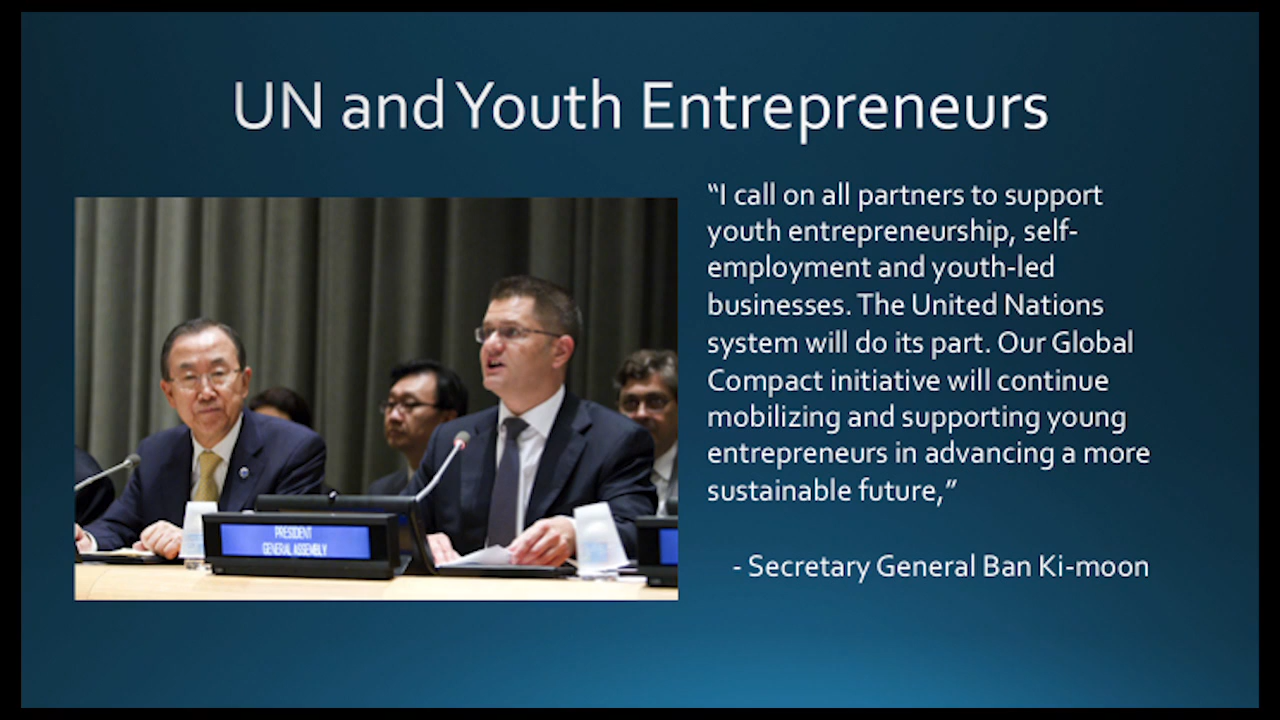 UN and Youth Entrepreneurs
“I call on all partners to support
youth entrepreneurship, self-
employment and youth-led
businesses. The United Nations
system will do its part. Our Global
Compact initiative will continue
mobilizing and supporting young
entrepreneurs in advancing a more
sustainable future,”
- Secretary General Ban Ki-moon
PRESIDENT
GENERAL ASSEMBLY